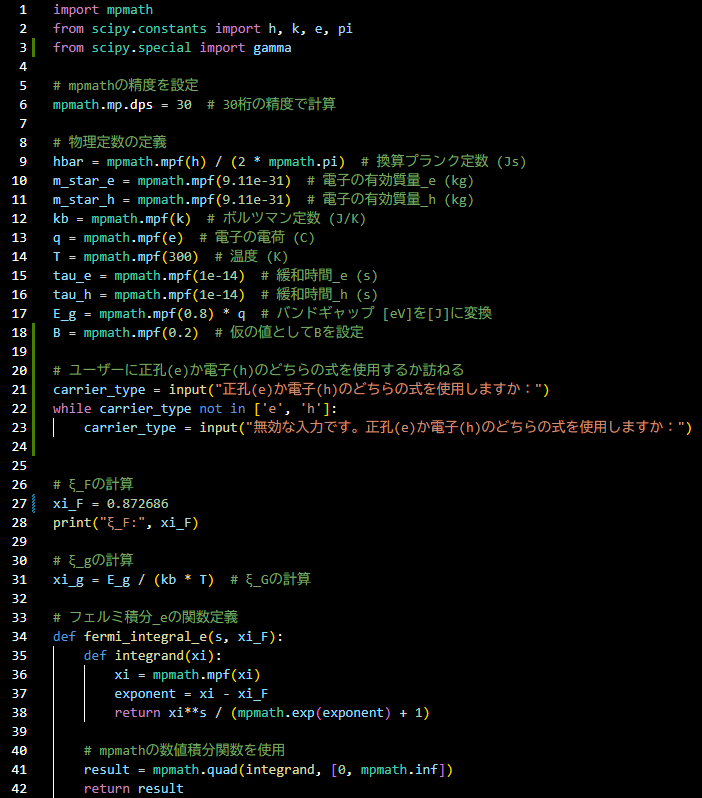 1 import mpmath
2 from scipy.constants import h, k, e, pi
3 from scipy.special import gamma
4
5 # mpmathの精度を設定
6 mpmath.mp.dps = 30  # 30桁の精度で計算
7
8 # 物理定数の定義
9 hbar = mpmath.mpf(h) / (2 * mpmath.pi)  # 換算プランク定数 (Js)
10 m_star_e = mpmath.mpf(9.11e-31)  # 電子の有効質量_e (kg)
11 m_star_h = mpmath.mpf(9.11e-31)  # 電子の有効質量_h (kg)
12 kb = mpmath.mpf(k)  # ボルツマン定数 (J/K)
13 q = mpmath.mpf(e)  # 電子の電荷 (C)
14 T = mpmath.mpf(300)  # 温度 (K)
15 tau_e = mpmath.mpf(1e-14)  # 緩和時間_e (s)
16 tau_h = mpmath.mpf(1e-14)  # 緩和時間_h (s)
17 E_g = mpmath.mpf(0.8) * q  # バンドギャップ [eV]を[J]に変換
18 B = mpmath.mpf(0.2)  # 仮の値としてBを設定
19
20 # ユーザーに正孔(e)か電子(h)のどちらの式を使用するか訪ねる
21 carrier_type = input("正孔(e)か電子(h)のどちらの式を使用しますか：")
22 while carrier_type not in ['e', 'h']:
23     carrier_type = input("無効な入力です。正孔(e)か電子(h)のどちらの式を使用しますか：")
24
25
26 # ξ_Fの計算
27 xi_F = 0.872686
28 print("ξ_F:", xi_F)
29
30 # ξ_gの計算
31 xi_g = E_g / (kb * T)  # ξ_Gの計算
32
33 # フェルミ積分_eの関数定義
34 def fermi_integral_e(s, xi_F):
35     def integrand(xi):
36         xi = mpmath.mpf(xi)
37         exponent = xi - xi_F
38         return xi**s / (mpmath.exp(exponent) + 1)
39
40     # mpmathの数値積分関数を使用
41     result = mpmath.quad(integrand, [0, mpmath.inf])
42     return result